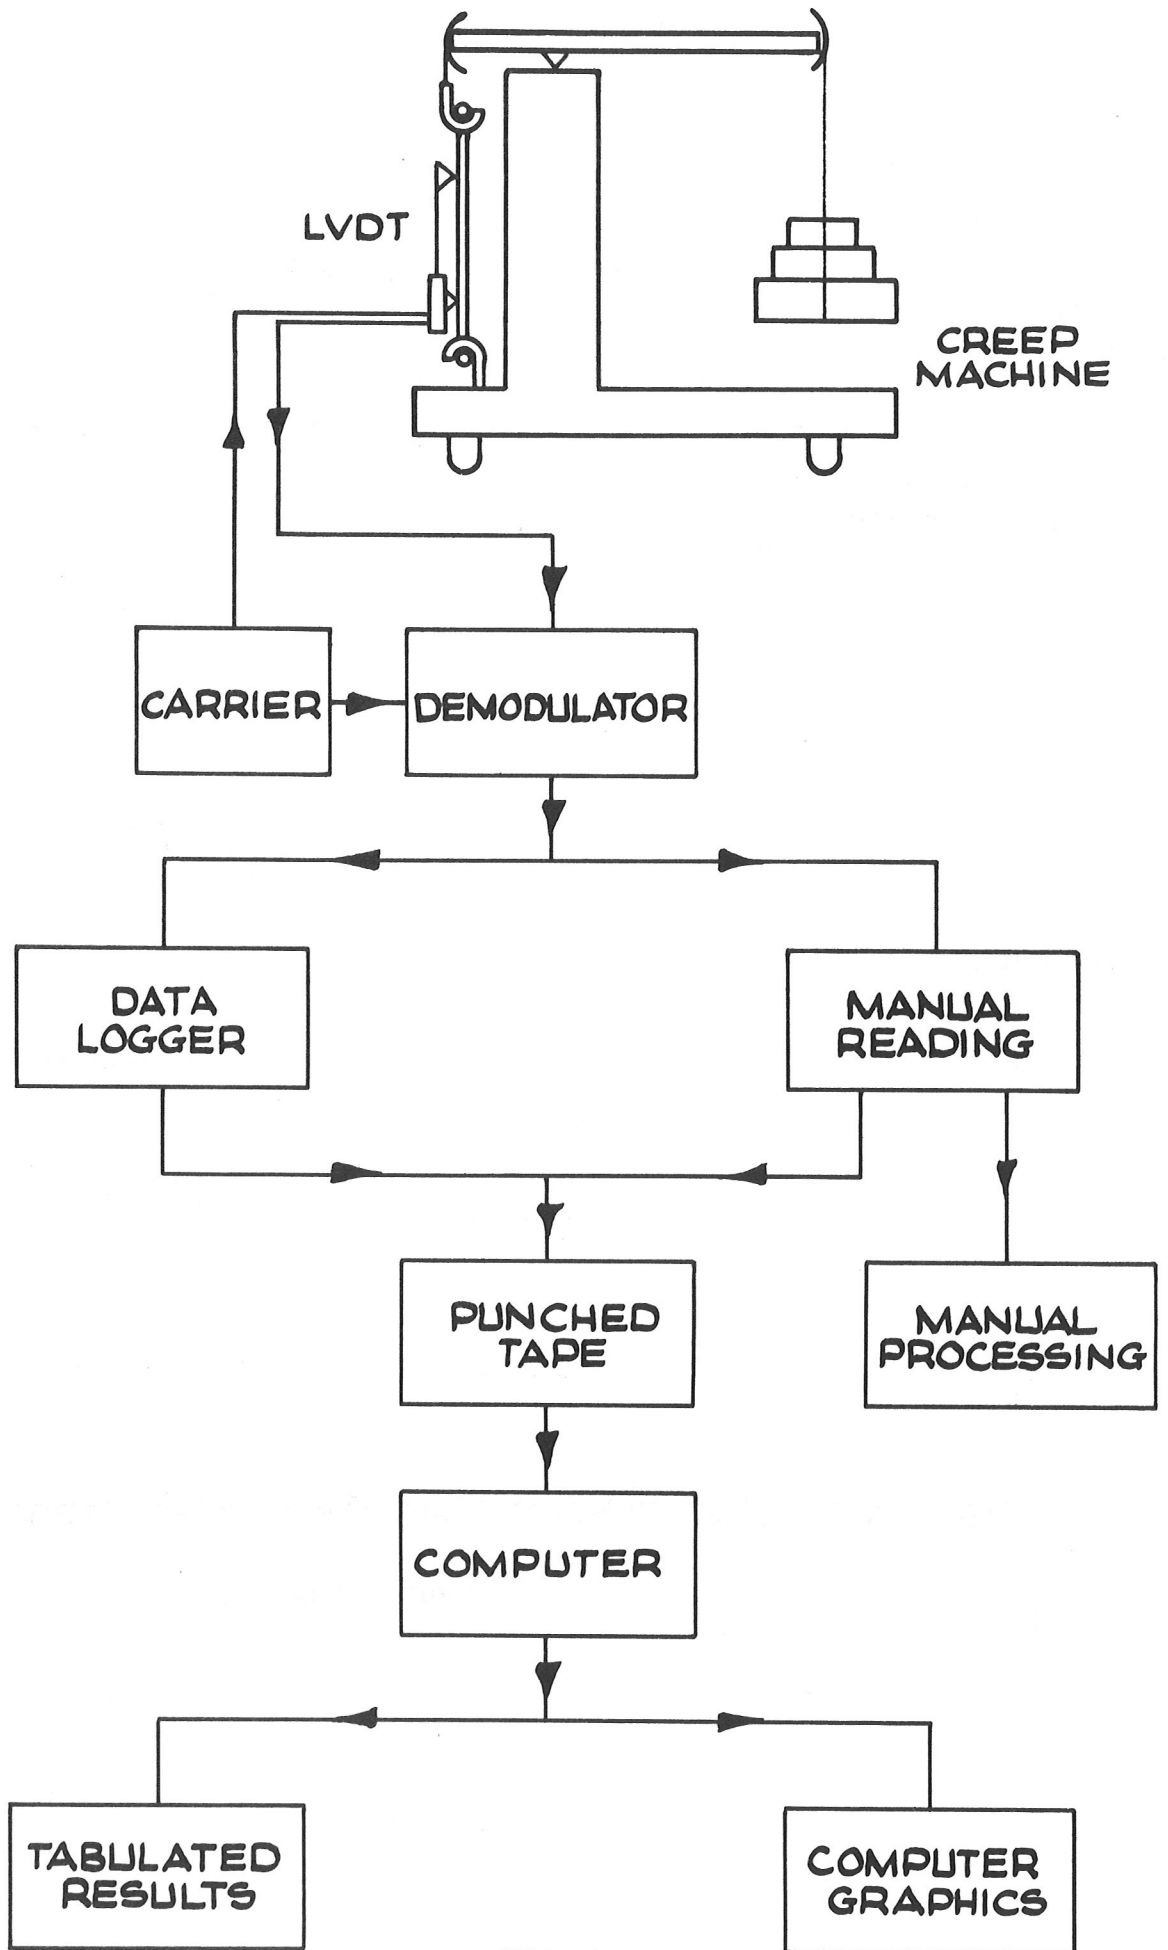 LVDT
CREEP
MACHINE
CARRIER
DEMODULATOR
DATA
LOGGER
MANUAL
READING
PUNCHED
TAPE
MANUAL
PROCESSING
COMPUTER
TABULATED
RESULTS
COMPUTER
GRAPHICS